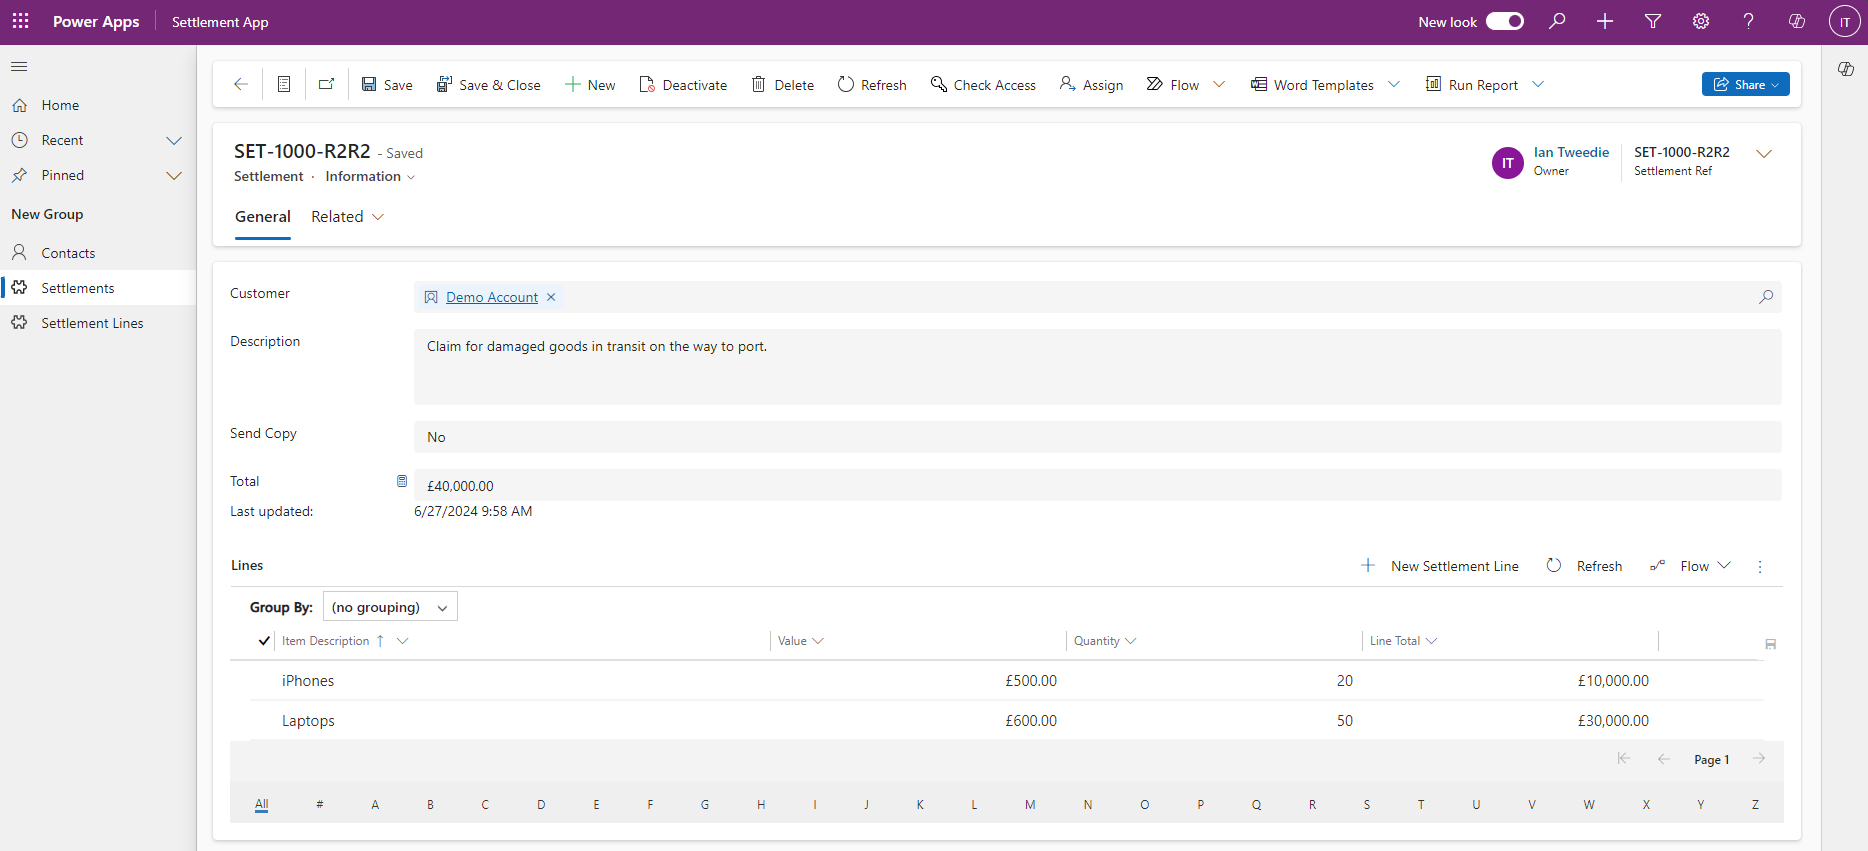 Power Apps Settlement App New look IT
Save Save & Close New Deactivate Delete Refresh Check Access Assign Flow Word Templates Run Report Share
Home
Recent
Pinned
New Group
Contacts
Settlements
Settlement Lines
SET-1000-R2R2 - Saved
Settlement · Information
IT Ian Tweedie
Owner
SET-1000-R2R2
Settlement Ref
General Related
Customer Demo Account
Description Claim for damaged goods in transit on the way to port.
Send Copy No
Total £40,000.00
Last updated: 6/27/2024 9:58 AM
Lines New Settlement Line Refresh Flow
Group By: (no grouping)
Item Description Value Quantity Line Total
iPhones £500.00 20 £10,000.00
Laptops £600.00 50 £30,000.00
Page 1
All # A B C D E F G H I J K L M N O P Q R S T U V W X Y Z